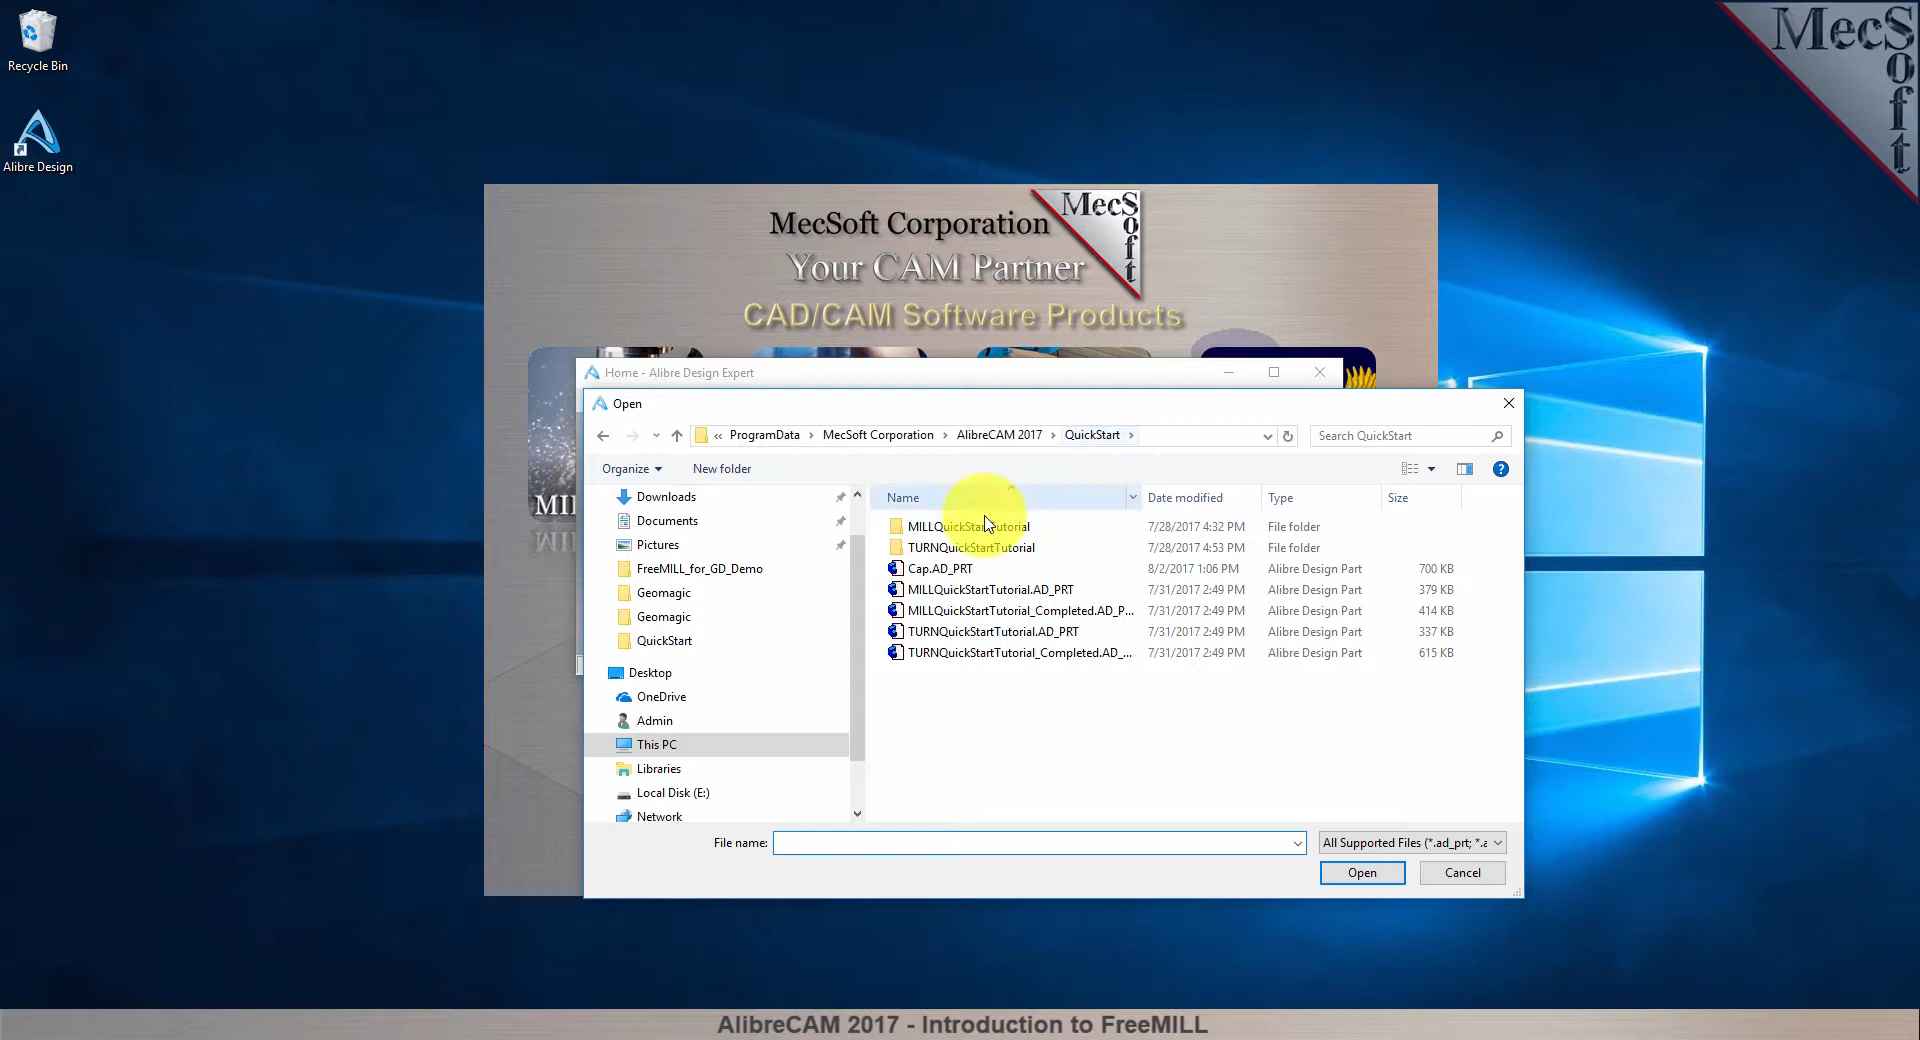 Recycle Bin
Alibre Design
MecSoft
MecSoft Corporation
MecSoft
Your CAM Partner
CAD/CAM Software Products
MIL
Home - Alibre Design Expert
Open
« ProgramData › MecSoft Corporation › AlibreCAM 2017 › QuickStart ›
Search QuickStart
Organize
New folder
Name Date modified Type Size
Downloads
Documents
Pictures
FreeMILL_for_GD_Demo
Geomagic
Geomagic
QuickStart
Desktop
OneDrive
Admin
This PC
Libraries
Local Disk (E:)
Network
MILLQuickStartTutorial 7/28/2017 4:32 PM File folder
TURNQuickStartTutorial 7/28/2017 4:53 PM File folder
Cap.AD_PRT 8/2/2017 1:06 PM Alibre Design Part 700 KB
MILLQuickStartTutorial.AD_PRT 7/31/2017 2:49 PM Alibre Design Part 379 KB
MILLQuickStartTutorial_Completed.AD_P... 7/31/2017 2:49 PM Alibre Design Part 414 KB
TURNQuickStartTutorial.AD_PRT 7/31/2017 2:49 PM Alibre Design Part 337 KB
TURNQuickStartTutorial_Completed.AD_... 7/31/2017 2:49 PM Alibre Design Part 615 KB
File name:
All Supported Files (*.ad_prt; *.a
Open
Cancel
AlibreCAM 2017 - Introduction to FreeMILL